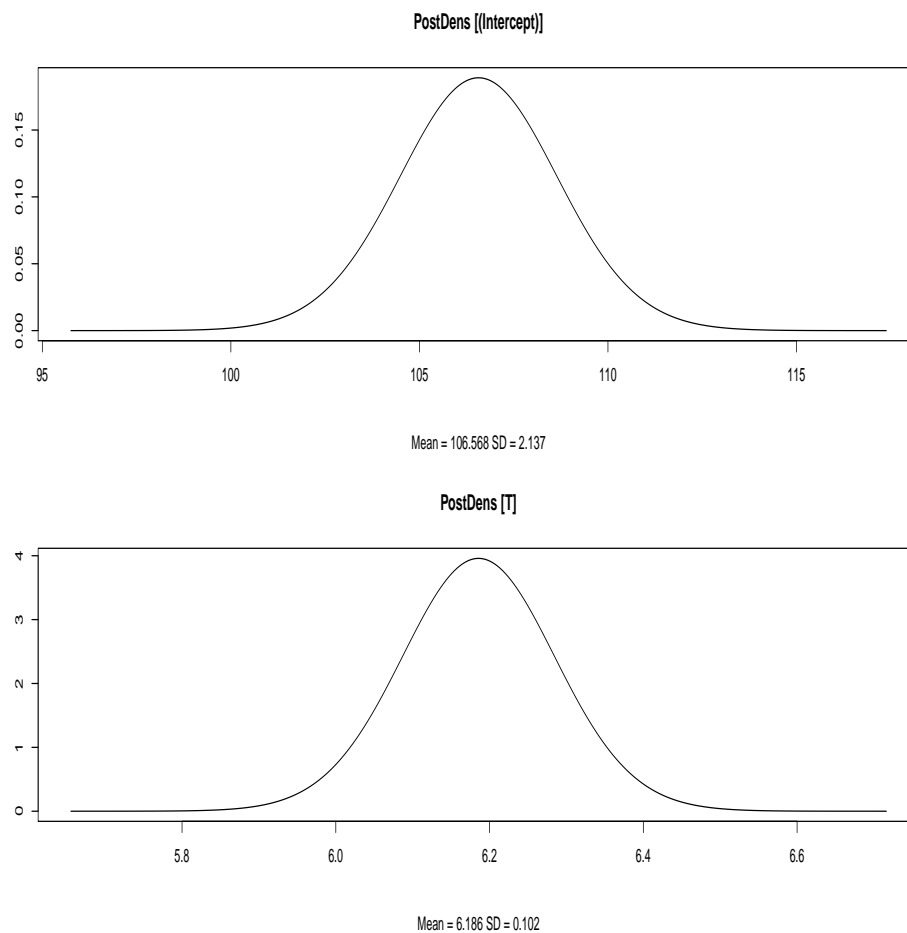 PostDens [(Intercept)]
0.15
0.10
0.05
0.00
95 100 105 110 115
Mean = 106.568 SD = 2.137
PostDens [T]
4
3
2
1
0
5.8 6.0 6.2 6.4 6.6
Mean = 6.186 SD = 0.102